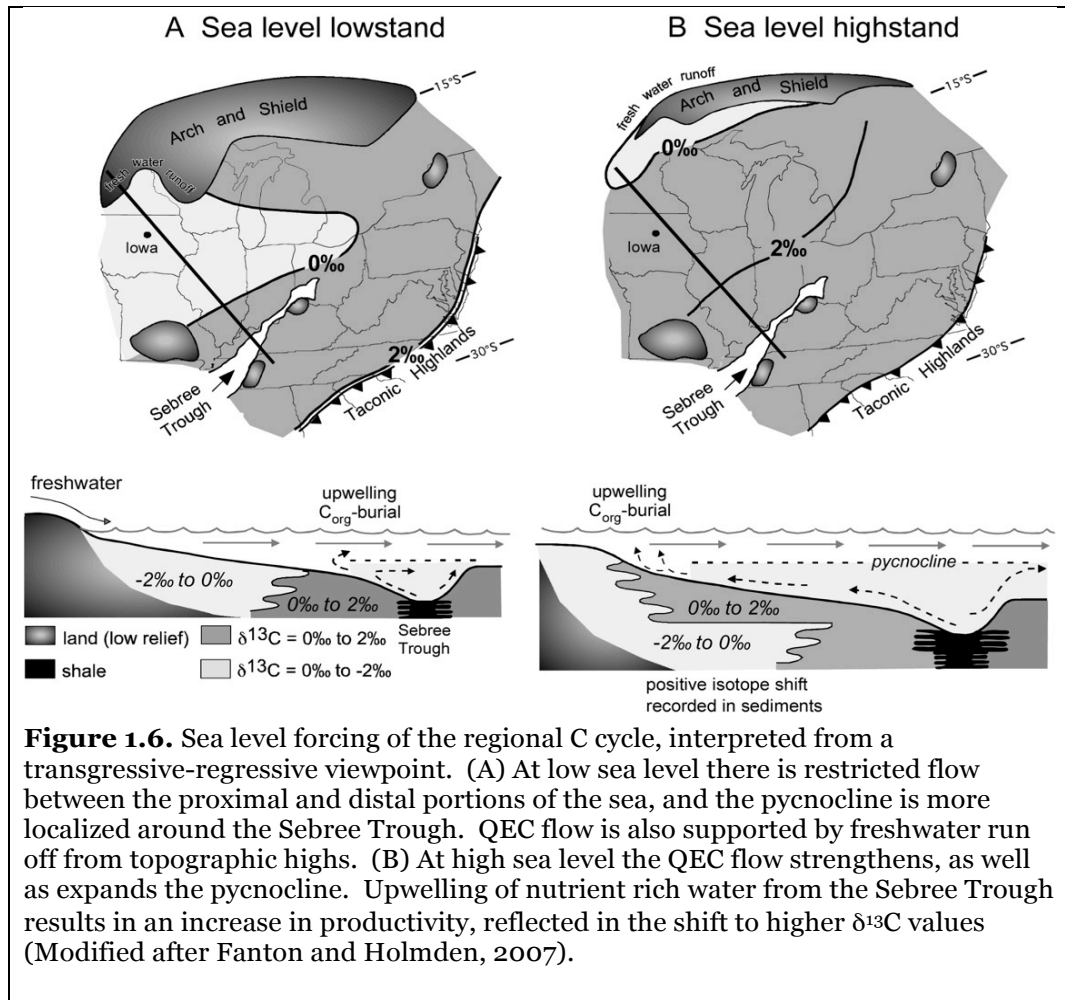 A Sea level lowstand
Arch and Shield
fresh water runoff
15°S
Iowa
0‰
2‰
Sebree
Trough
Taconic Highlands
30°S
B Sea level highstand
fresh water runoff
Arch and Shield
15°S
0‰
Iowa
2‰
Sebree
Trough
Taconic Highlands
30°S
freshwater
upwelling
Corg-burial
-2‰ to 0‰
0‰ to 2‰
Sebree
Trough
land (low relief)
shale
δ13C = 0‰ to 2‰
δ13C = 0‰ to -2‰
upwelling
Corg-burial
pycnocline
0‰ to 2‰
-2‰ to 0‰
positive isotope shift
recorded in sediments
Figure 1.6. Sea level forcing of the regional C cycle, interpreted from a
transgressive-regressive viewpoint. (A) At low sea level there is restricted flow
between the proximal and distal portions of the sea, and the pycnocline is more
localized around the Sebree Trough. QEC flow is also supported by freshwater run
off from topographic highs. (B) At high sea level the QEC flow strengthens, as well
as expands the pycnocline. Upwelling of nutrient rich water from the Sebree Trough
results in an increase in productivity, reflected in the shift to higher δ13C values
(Modified after Fanton and Holmden, 2007).